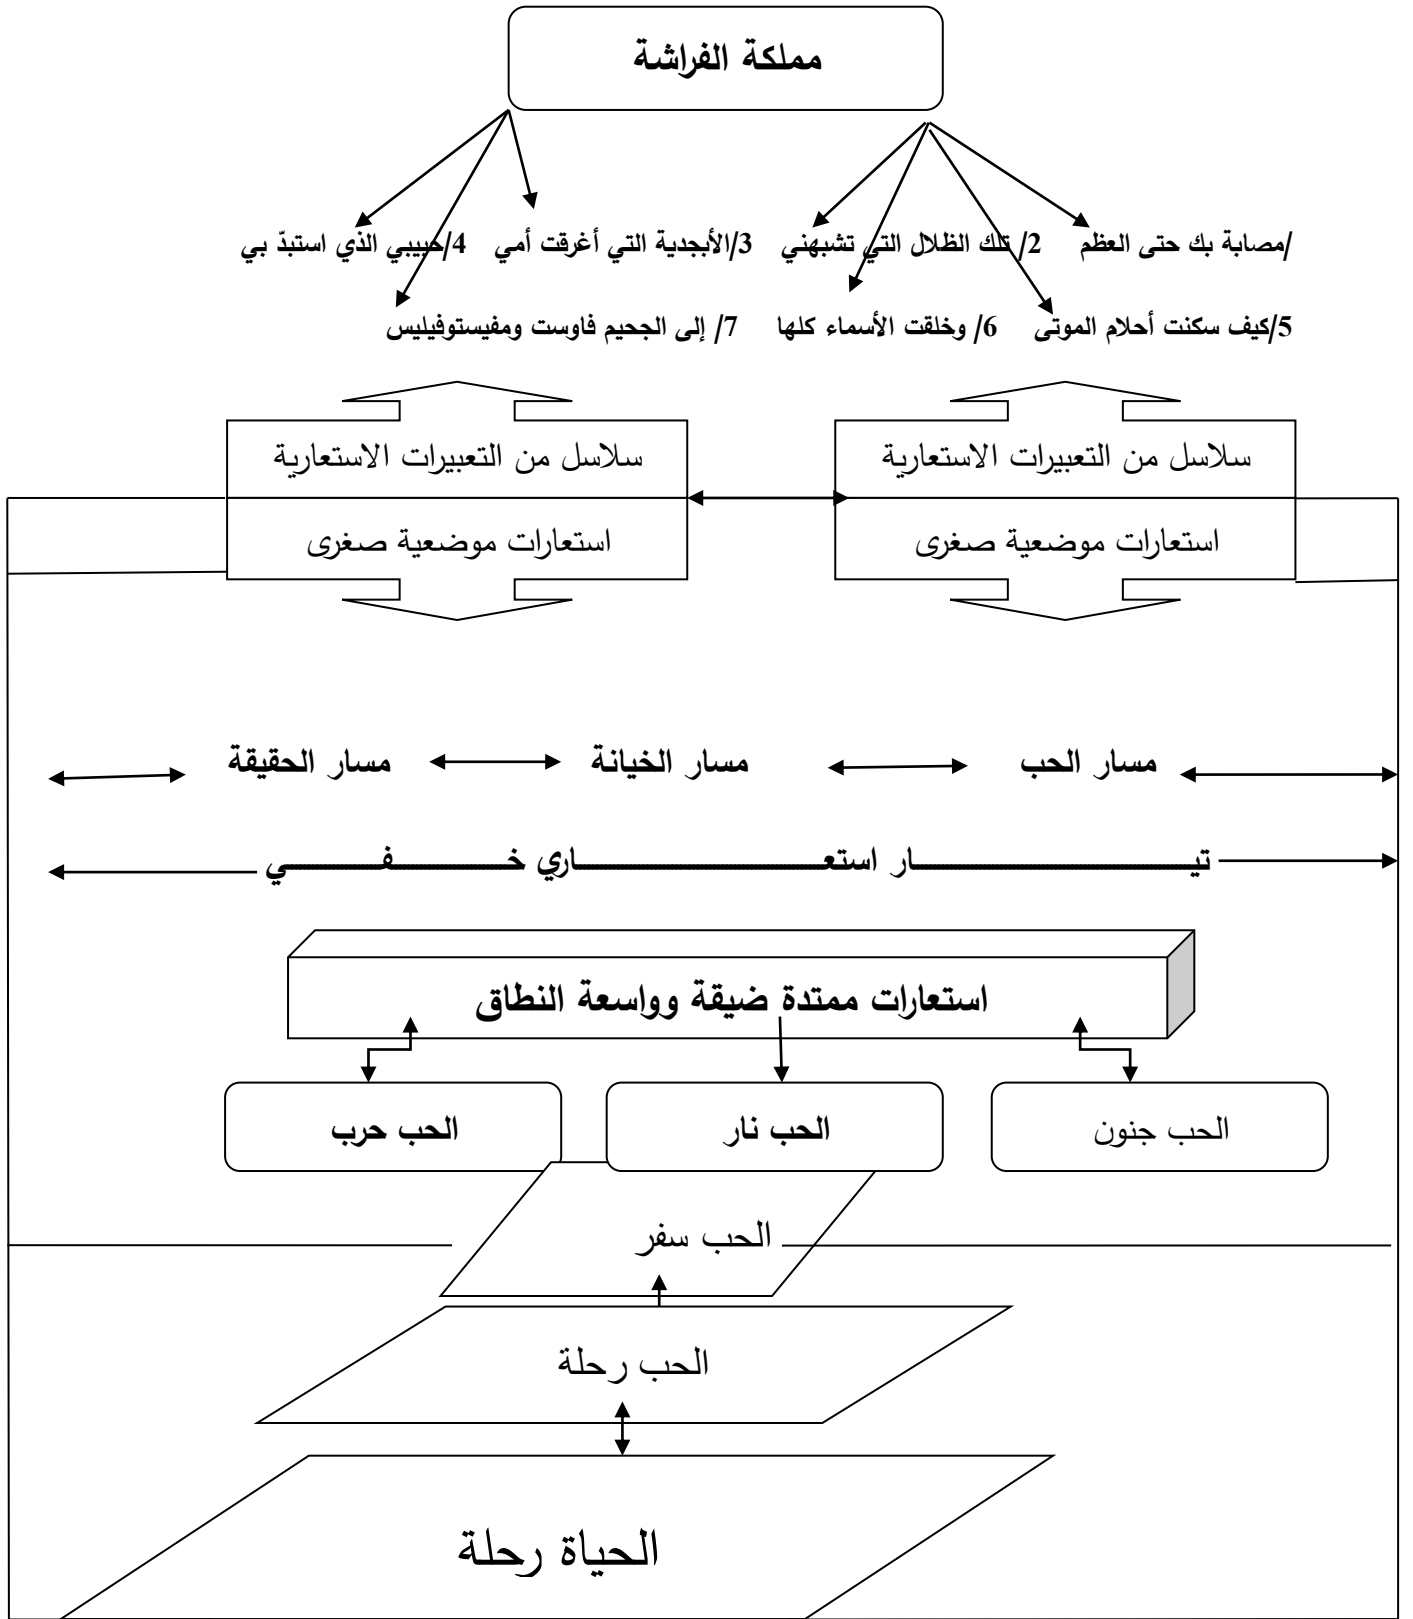 مملكة الفراشة
/مصابة بك حتى العظم 2/ تلك الظلال التي تشبهني 3/الأبجدية التي أغرقت أمي 4/حبيبي الذي استبدّ بي
5/كيف سكنت أحلام الموتى 6/ وخلقت الأسماء كلها 7/ إلى الجحيم فاوست ومفيستوفيليس
سلاسل من التعبيرات الاستعارية سلاسل من التعبيرات الاستعارية
استعارات موضعية صغرى استعارات موضعية صغرى
مسار الحب مسار الخيانة مسار الحقيقة
تيـــــــــار استعـــــــــاري خـــــــفـــــــي
استعارات ممتدة ضيقة وواسعة النطاق
الحب جنون الحب نار الحب حرب
الحب سفر
الحب رحلة
الحياة رحلة